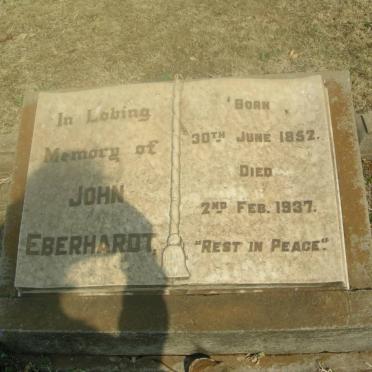 In Loving
Memory of
JOHN
EBERHARDT.
BORN
30TH JUNE 1852.
DIED
2ND FEB. 1937.
"REST IN PEACE."